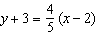 y + 3 = 4/5 (x − 2)